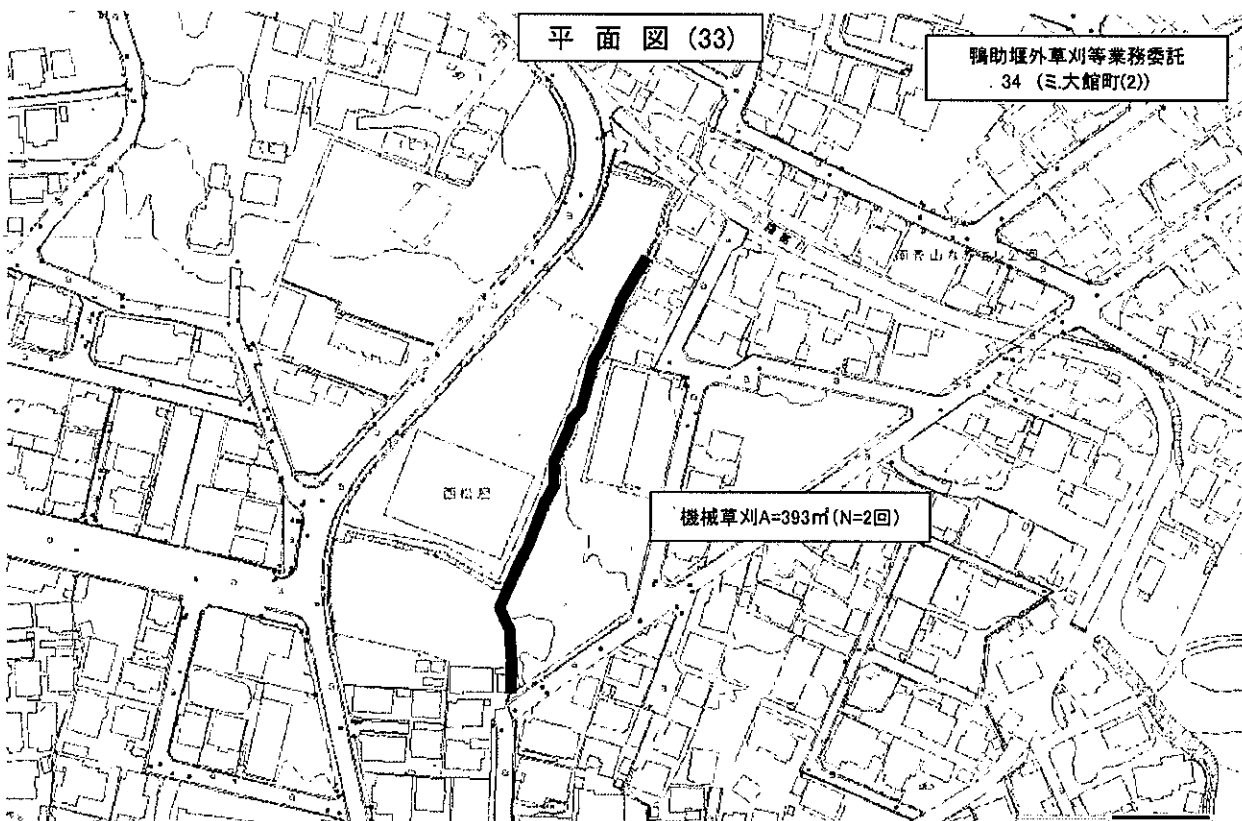 平 面 図 (33)
鴨助堰外草刈等業務委託
34 (ミ.大館町(2))
西松屋
機械草刈A=393㎡(N=2回)